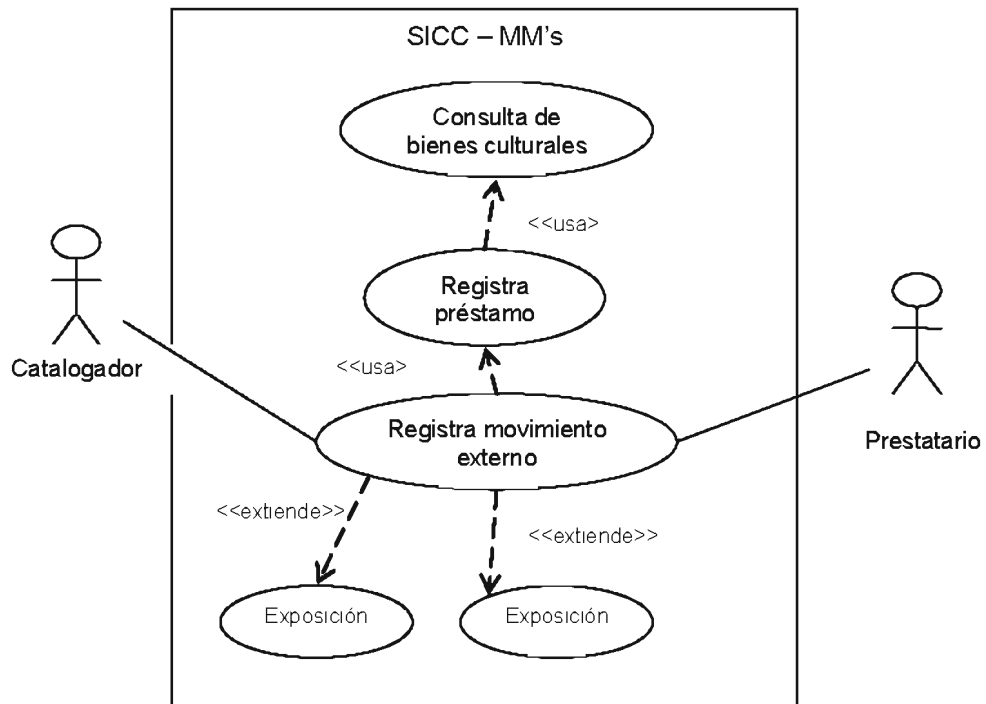 SICC – MM's
Consulta de
bienes culturales
<<usa>
Registra
préstamo
<<usa>
Catalogador
Registra movimiento
externo
Prestatario
<<extiende>>
<<extiende>>
Exposición
Exposición